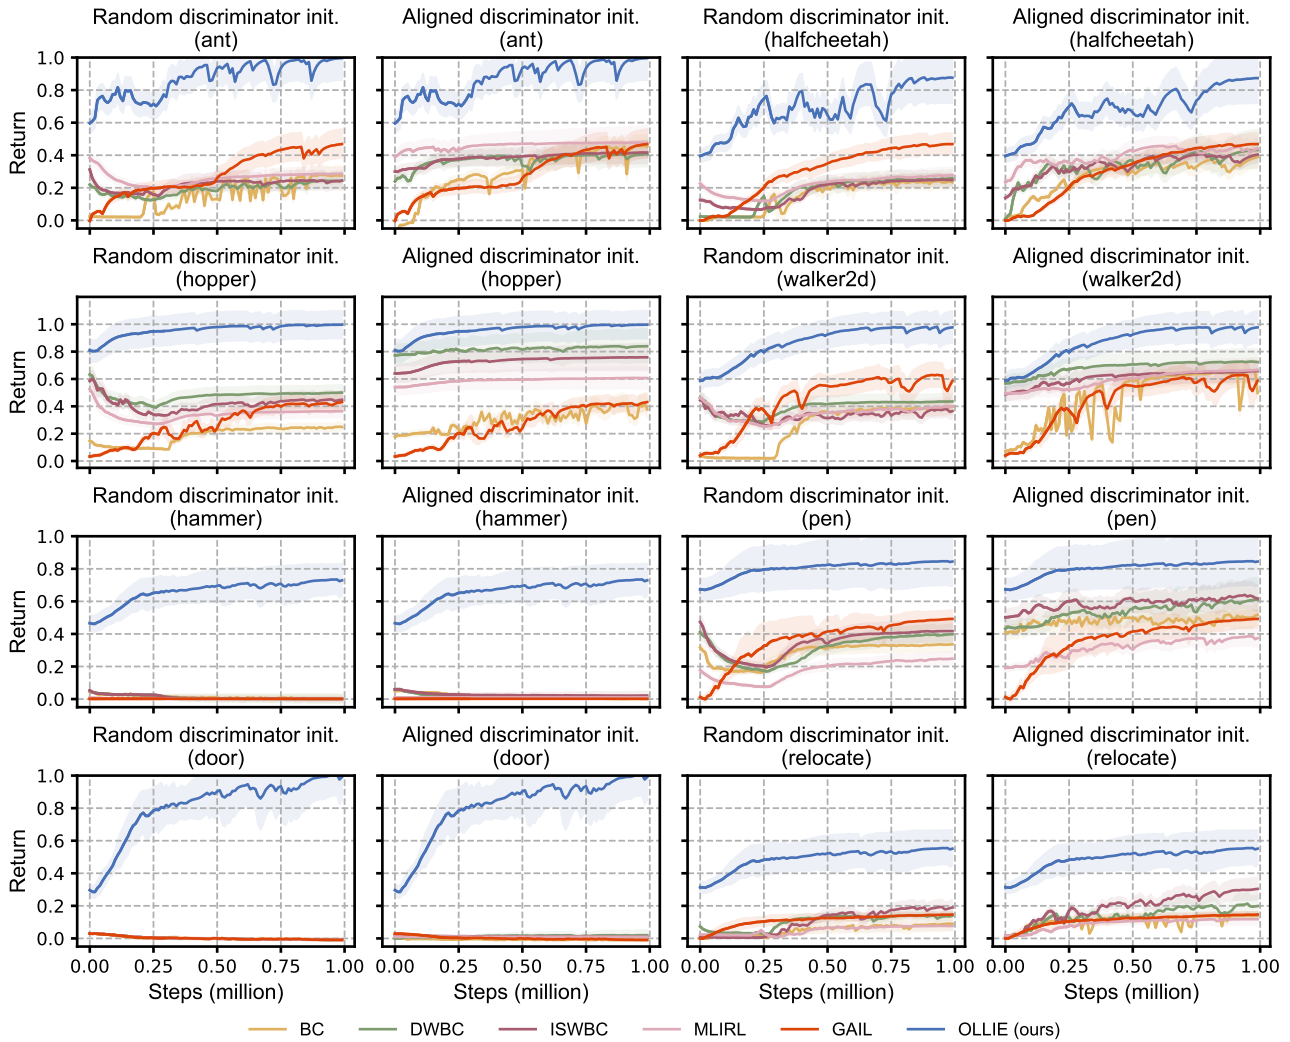 Random discriminator init.
(ant)
Aligned discriminator init.
(ant)
Random discriminator init.
(halfcheetah)
Aligned discriminator init.
(halfcheetah)
Return
1.0
0.8
0.6
0.4
0.2
0.0
Random discriminator init.
(hopper)
Aligned discriminator init.
(hopper)
Random discriminator init.
(walker2d)
Aligned discriminator init.
(walker2d)
Return
1.0
0.8
0.6
0.4
0.2
0.0
Random discriminator init.
(hammer)
Aligned discriminator init.
(hammer)
Random discriminator init.
(pen)
Aligned discriminator init.
(pen)
Return
1.0
0.8
0.6
0.4
0.2
0.0
Random discriminator init.
(door)
Aligned discriminator init.
(door)
Random discriminator init.
(relocate)
Aligned discriminator init.
(relocate)
Return
1.0
0.8
0.6
0.4
0.2
0.0
0.00 0.25 0.50 0.75 1.00
0.00 0.25 0.50 0.75 1.00
0.00 0.25 0.50 0.75 1.00
0.00 0.25 0.50 0.75 1.00
Steps (million)
Steps (million)
Steps (million)
Steps (million)
BC DWBC ISWBC MLIRL GAIL OLLIE (ours)